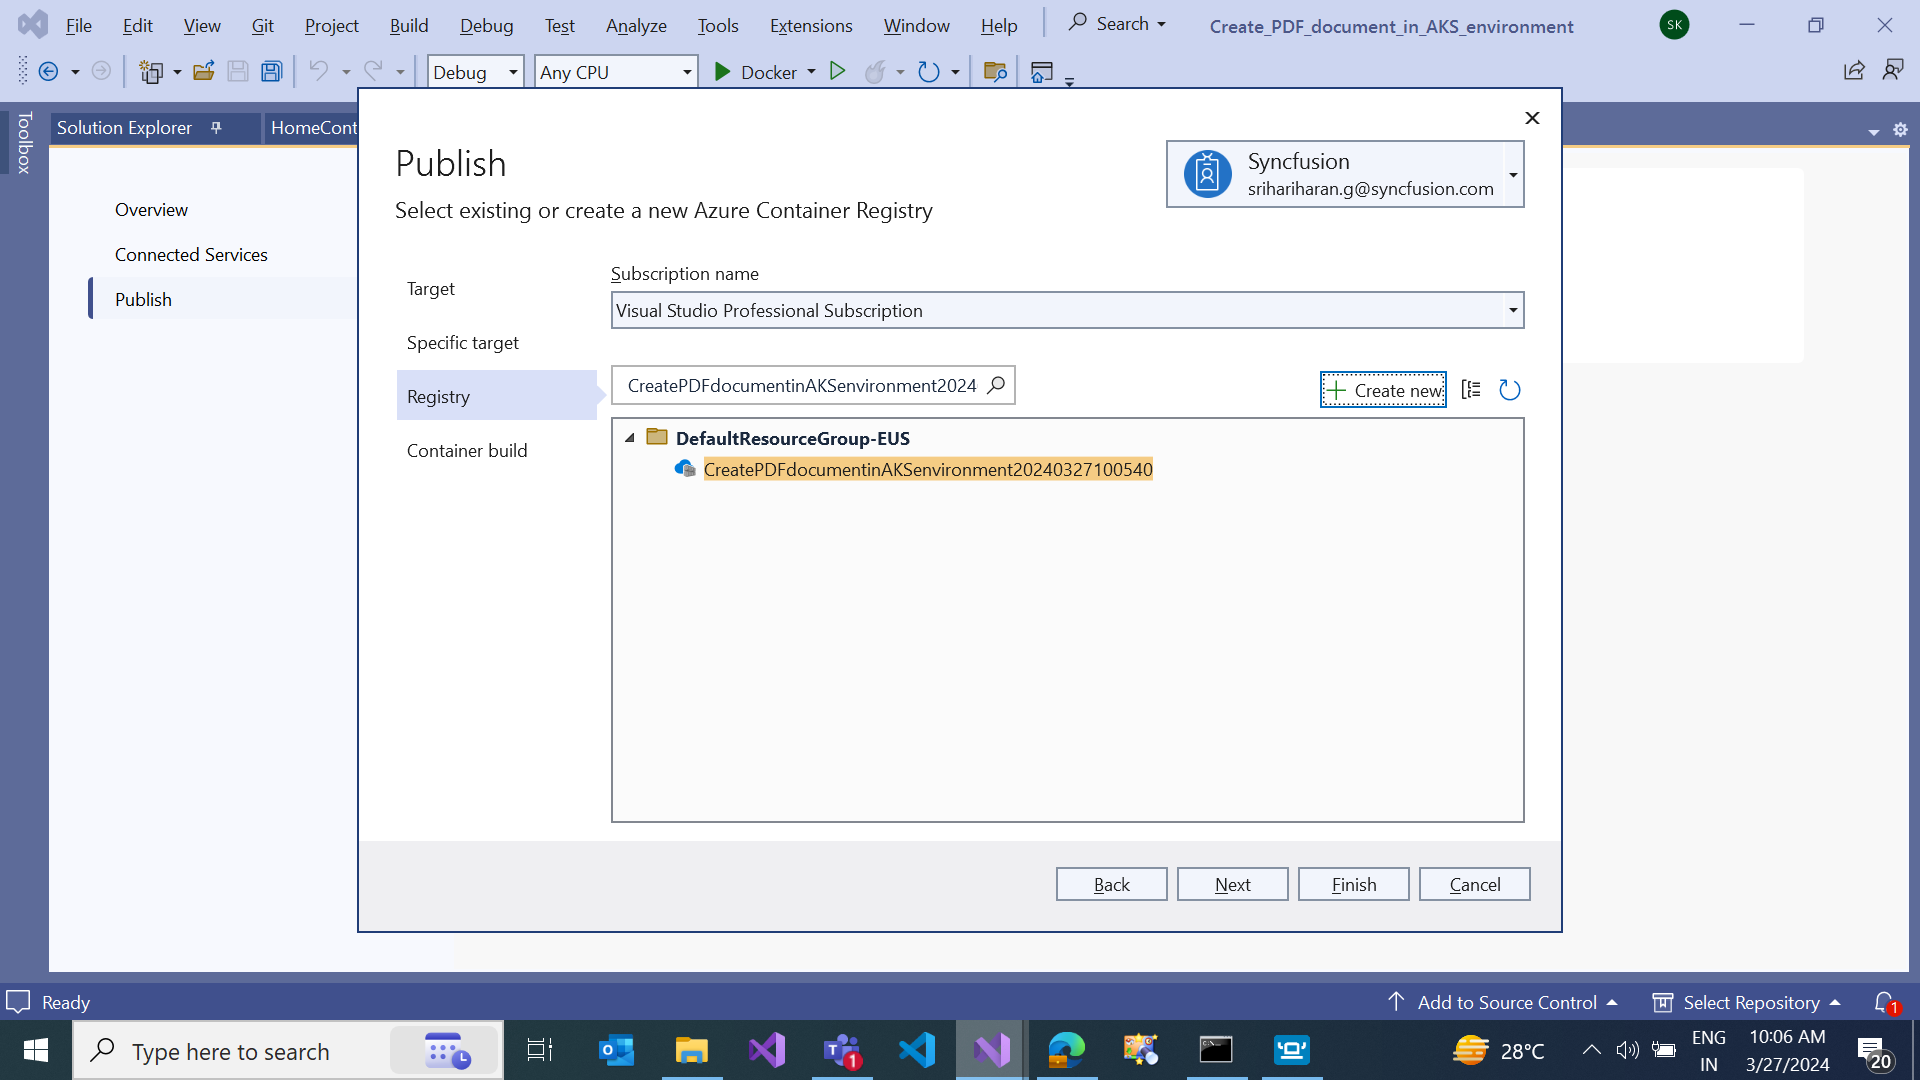 File Edit View Git Project Build Debug Test Analyze Tools Extensions Window Help Search Create_PDF_document_in_AKS_environment SK
Debug Any CPU Docker
Toolbox
Solution Explorer HomeCont
Overview
Connected Services
Publish
Publish
Select existing or create a new Azure Container Registry
Syncfusion
srihariharan.g@syncfusion.com
Target
Specific target
Registry
Container build
Subscription name
Visual Studio Professional Subscription
CreatePDFdocumentinAKSenvironment2024
Create new
DefaultResourceGroup-EUS
CreatePDFdocumentinAKSenvironment20240327100540
Back Next Finish Cancel
Ready Add to Source Control Select Repository 1
Type here to search 1 28°C ENG IN 10:06 AM 3/27/2024 20